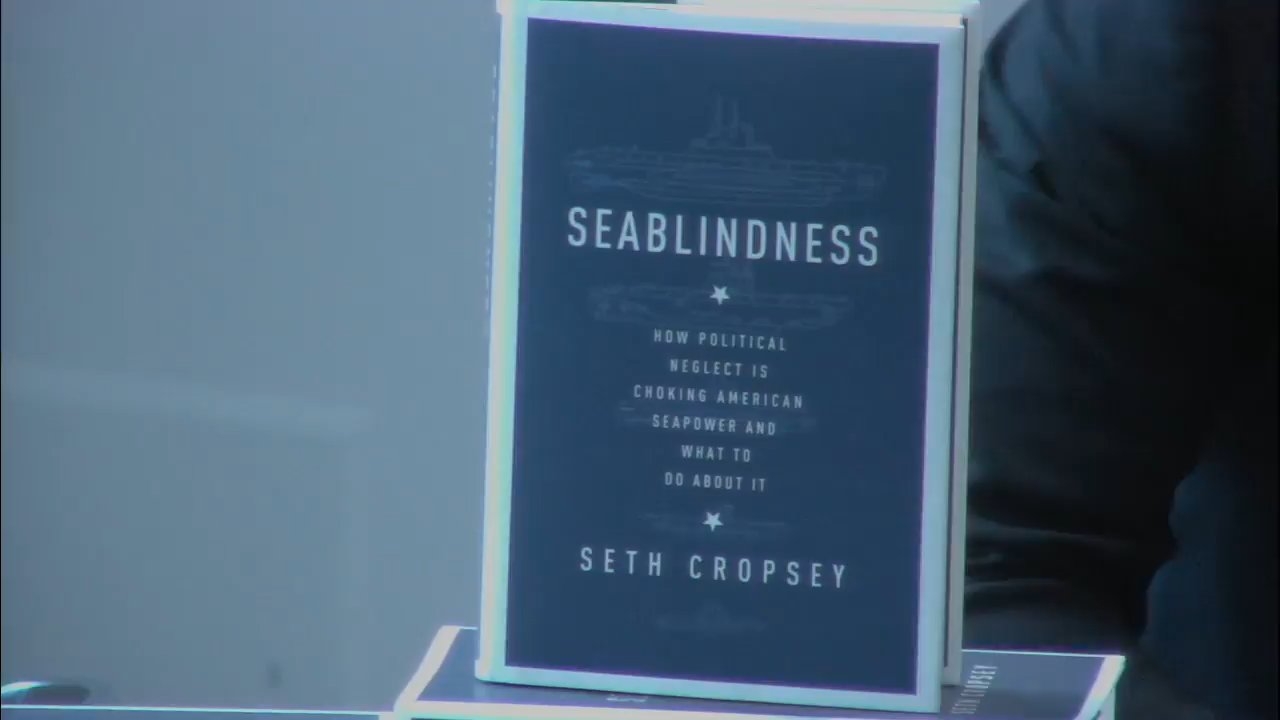 SEABLINDNESS
HOW POLITICAL
NEGLECT IS
CHOKING AMERICAN
SEAPOWER AND
WHAT TO
DO ABOUT IT
SETH CROPSEY